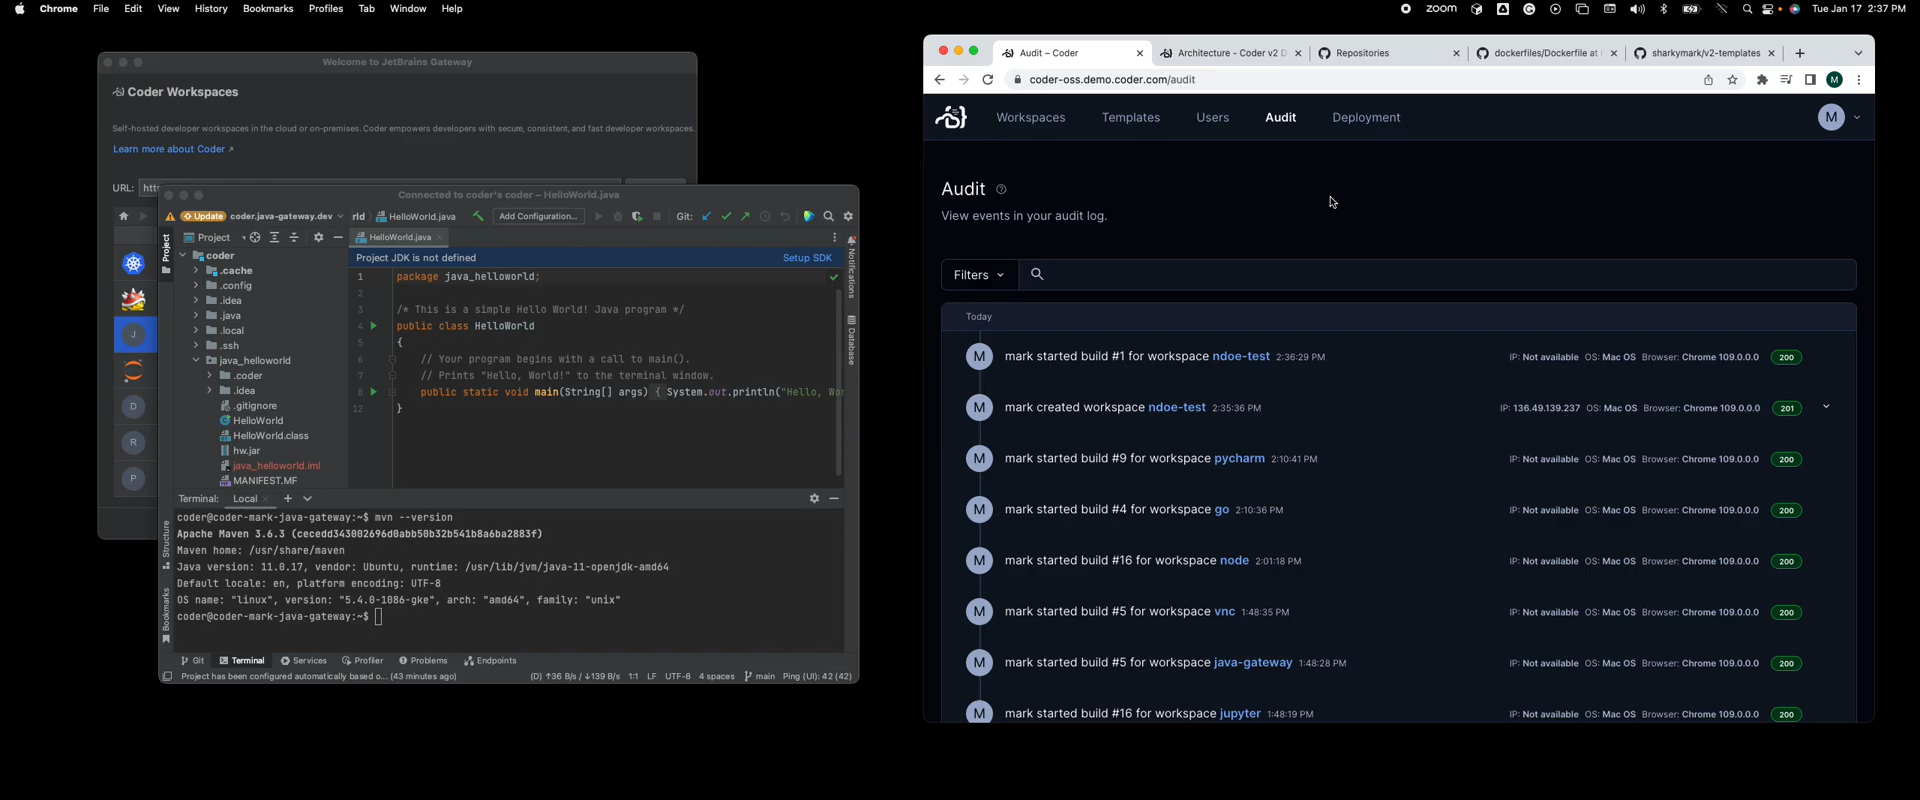 Chrome File Edit View History Bookmarks Profiles Tab Window Help
zoom
Tue Jan 17 2:37 PM
Welcome to JetBrains Gateway
Coder Workspaces
Self-hosted developer workspaces in the cloud or on-premises. Coder empowers developers with secure, consistent, and fast developer workspaces.
Learn more about Coder ↗
URL:
J
D
R
P
Connected to coder's coder – HelloWorld.java
Update coder.java-gateway.dev rld HelloWorld.java Add Configuration... Git:
Project
HelloWorld.java
Project
Notifications
Database
Structure
Bookmarks
coder
.cache
.config
.idea
.java
.local
.ssh
java_helloworld
.coder
.idea
.gitignore
HelloWorld
HelloWorld.class
hw.jar
java_helloworld.iml
MANIFEST.MF
Project JDK is not defined Setup SDK
1 package java_helloworld;
2
3 /* This is a simple Hello World! Java program */
4 public class HelloWorld
5 {
6 // Your program begins with a call to main().
7 // Prints "Hello, World!" to the terminal window.
8 public static void main(String[] args) { System.out.println("Hello, Wor
12 }
Terminal: Local
coder@coder-mark-java-gateway:~$ mvn --version
Apache Maven 3.6.3 (cecedd343002696d0abb50b32b541b8a6ba2883f)
Maven home: /usr/share/maven
Java version: 11.0.17, vendor: Ubuntu, runtime: /usr/lib/jvm/java-11-openjdk-amd64
Default locale: en, platform encoding: UTF-8
OS name: "linux", version: "5.4.0-1086-gke", arch: "amd64", family: "unix"
coder@coder-mark-java-gateway:~$
Git Terminal Services Profiler Problems Endpoints
Project has been configured automatically based o... (43 minutes ago) (D) ↑36 B/s / ↓139 B/s 1:1 LF UTF-8 4 spaces main Ping (UI): 42 (42)
Audit – Coder
Architecture - Coder v2 D
Repositories
dockerfiles/Dockerfile at
sharkymark/v2-templates
coder-oss.demo.coder.com/audit
M
Workspaces Templates Users Audit Deployment
M
Audit
View events in your audit log.
Filters
Today
M mark started build #1 for workspace ndoe-test 2:36:29 PM IP: Not available OS: Mac OS Browser: Chrome 109.0.0.0 200
M mark created workspace ndoe-test 2:35:36 PM IP: 136.49.139.237 OS: Mac OS Browser: Chrome 109.0.0.0 201
M mark started build #9 for workspace pycharm 2:10:41 PM IP: Not available OS: Mac OS Browser: Chrome 109.0.0.0 200
M mark started build #4 for workspace go 2:10:36 PM IP: Not available OS: Mac OS Browser: Chrome 109.0.0.0 200
M mark started build #16 for workspace node 2:01:18 PM IP: Not available OS: Mac OS Browser: Chrome 109.0.0.0 200
M mark started build #5 for workspace vnc 1:48:35 PM IP: Not available OS: Mac OS Browser: Chrome 109.0.0.0 200
M mark started build #5 for workspace java-gateway 1:48:28 PM IP: Not available OS: Mac OS Browser: Chrome 109.0.0.0 200
M mark started build #16 for workspace jupyter 1:48:19 PM IP: Not available OS: Mac OS Browser: Chrome 109.0.0.0 200